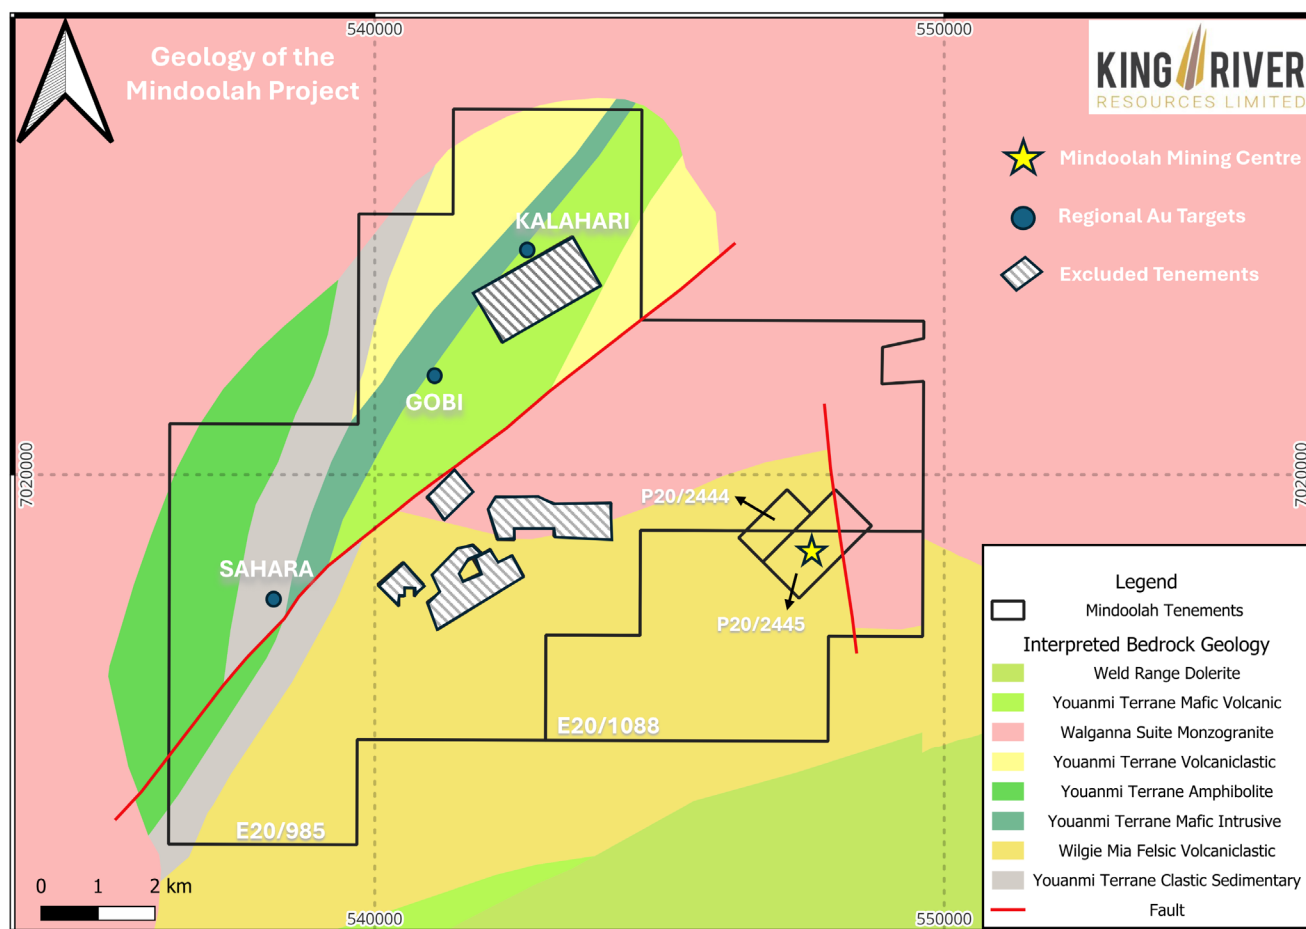 540000
550000
Geology of the
Mindoolah Project
KING RIVER
RESOURCES LIMITED
Mindoolah Mining Centre
Regional Au Targets
Excluded Tenements
KALAHARI
GOBI
7020000
7020000
P20/2444
SAHARA
P20/2445
E20/1088
E20/985
Legend
Mindoolah Tenements
Interpreted Bedrock Geology
Weld Range Dolerite
Youanmi Terrane Mafic Volcanic
Walganna Suite Monzogranite
Youanmi Terrane Volcaniclastic
Youanmi Terrane Amphibolite
Youanmi Terrane Mafic Intrusive
Wilgie Mia Felsic Volcaniclastic
Youanmi Terrane Clastic Sedimentary
Fault
0 1 2 km
540000
550000